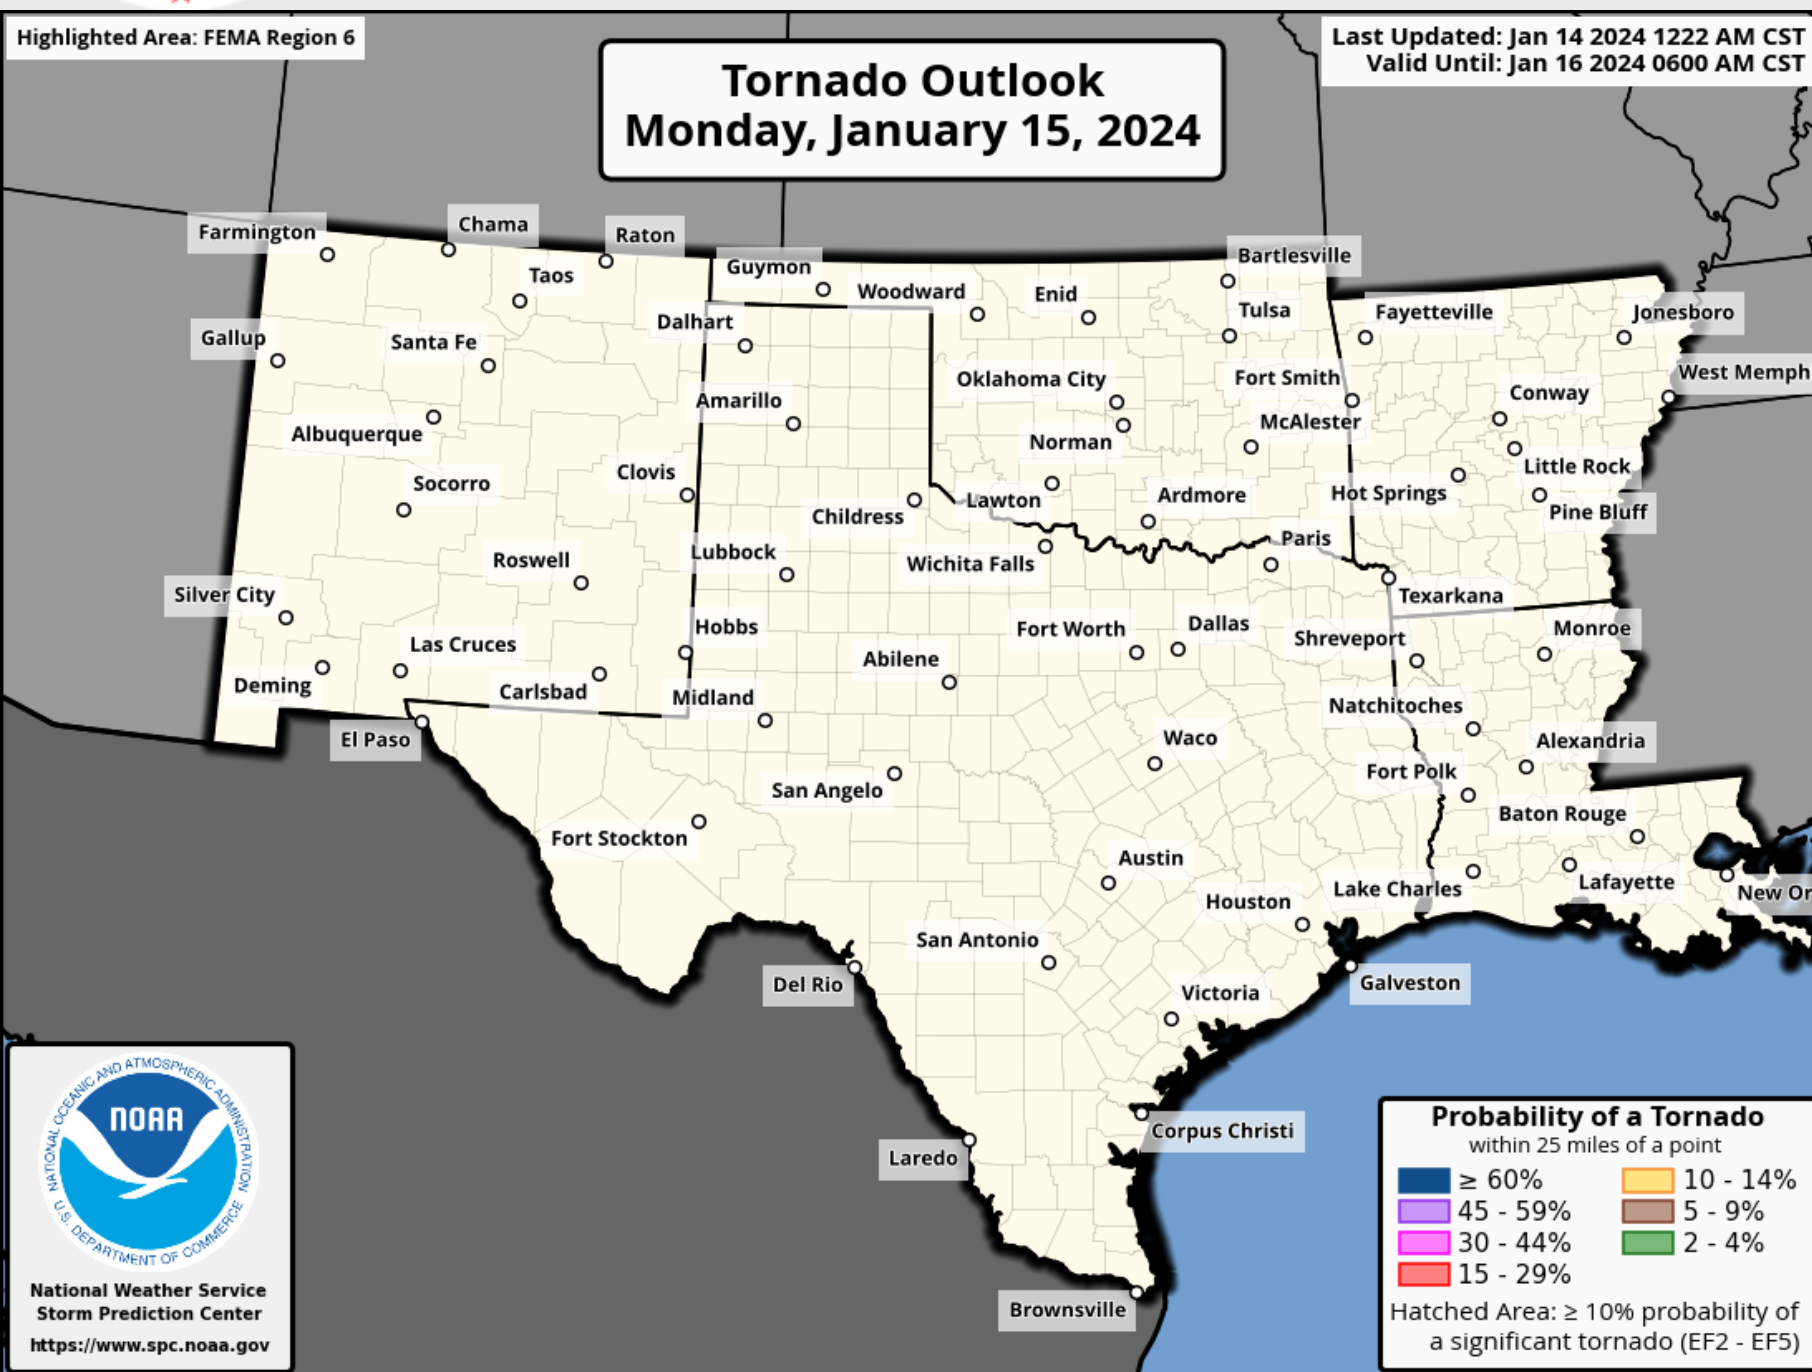 Highlighted Area: FEMA Region 6
Tornado Outlook
Monday, January 15, 2024
Last Updated: Jan 14 2024 1222 AM CST
Valid Until: Jan 16 2024 0600 AM CST
Farmington
Chama
Raton
Taos
Guymon
Woodward
Enid
Bartlesville
Tulsa
Fayetteville
Jonesboro
Gallup
Santa Fe
Dalhart
Oklahoma City
Fort Smith
Conway
West Memph
Albuquerque
Amarillo
Norman
McAlester
Little Rock
Socorro
Clovis
Childress
Lawton
Ardmore
Hot Springs
Pine Bluff
Roswell
Lubbock
Wichita Falls
Paris
Texarkana
Silver City
Hobbs
Fort Worth
Dallas
Shreveport
Monroe
Las Cruces
Abilene
Deming
Carlsbad
Midland
Natchitoches
El Paso
Waco
Alexandria
San Angelo
Fort Polk
Baton Rouge
Fort Stockton
Austin
Houston
Lake Charles
Lafayette
New Or
San Antonio
Del Rio
Victoria
Galveston
Corpus Christi
Laredo
Brownsville
NATIONAL OCEANIC AND ATMOSPHERIC ADMINISTRATION
NOAA
U.S. DEPARTMENT OF COMMERCE
National Weather Service
Storm Prediction Center
https://www.spc.noaa.gov
Probability of a Tornado
within 25 miles of a point
≥ 60%
45 - 59%
30 - 44%
15 - 29%
10 - 14%
5 - 9%
2 - 4%
Hatched Area: ≥ 10% probability of
a significant tornado (EF2 - EF5)